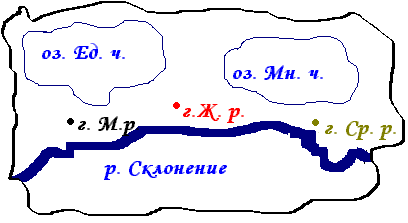 оз. Ед. ч.
оз. Мн. ч.
г.Ж. р.
г. М.р
г. Ср. р.
р. Склонение